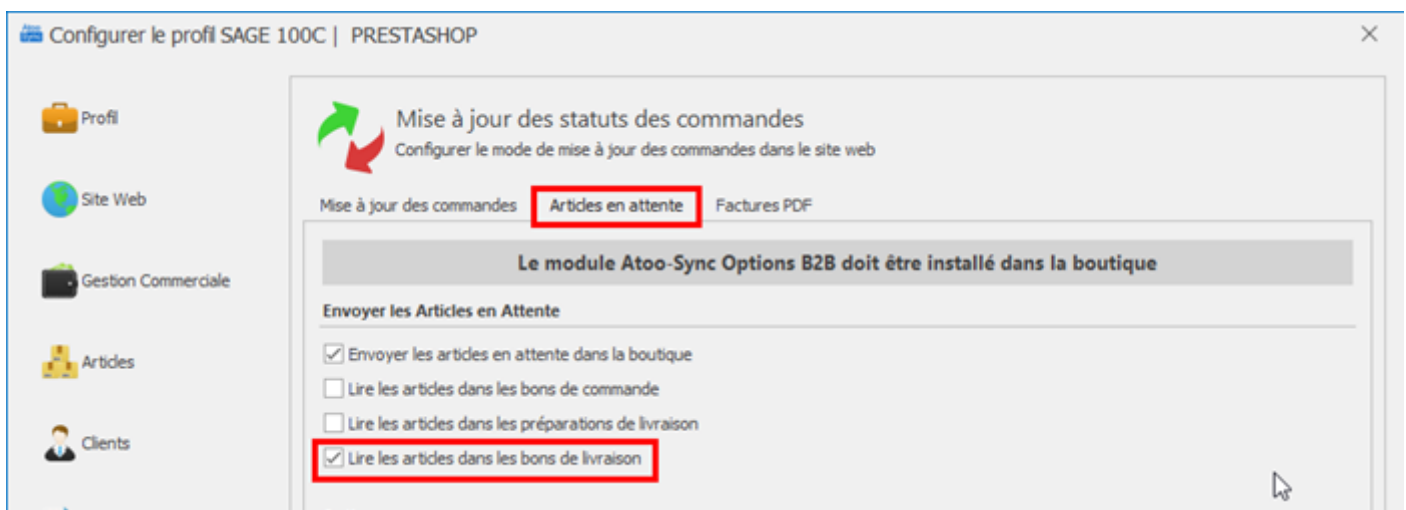 Configurer le profil SAGE 100C | PRESTASHOP
Profil
Site Web
Gestion Commerciale
Articles
Clients
Mise à jour des statuts des commandes
Configurer le mode de mise à jour des commandes dans le site web
Mise à jour des commandes Articles en attente Factures PDF
Le module Atoo-Sync Options B2B doit être installé dans la boutique
Envoyer les Articles en Attente
Envoyer les articles en attente dans la boutique
Lire les articles dans les bons de commande
Lire les articles dans les préparations de livraison
Lire les articles dans les bons de livraison